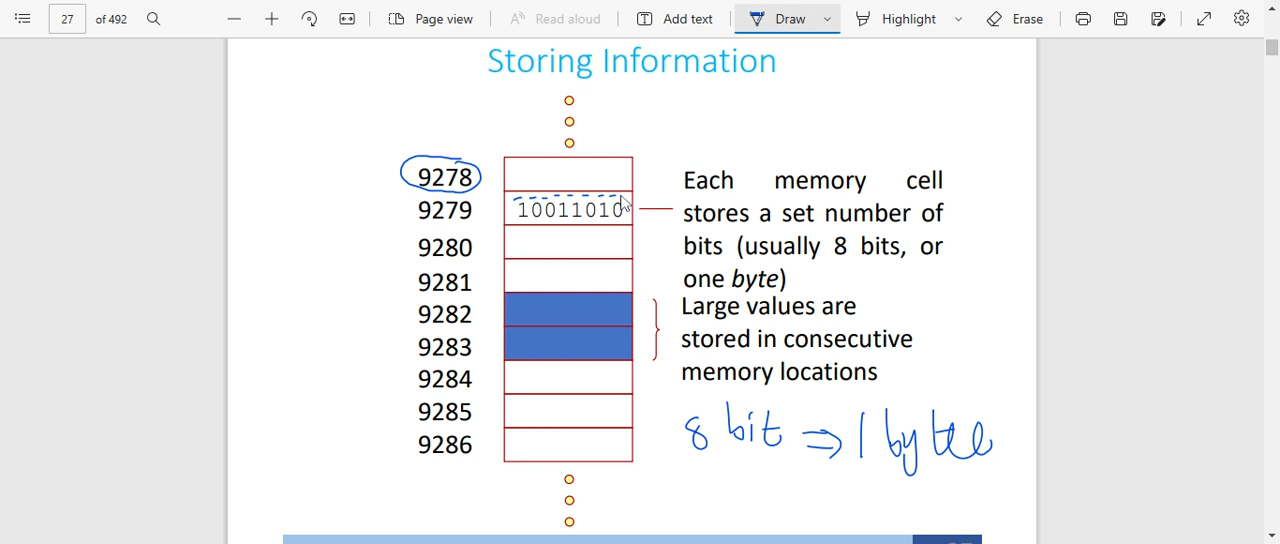 27 of 492 Page view Read aloud Add text Draw Highlight Erase
Storing Information
9278
9279 10011010
9280
9281
9282
9283
9284
9285
9286
Each memory cell
stores a set number of
bits (usually 8 bits, or
one byte)
Large values are
stored in consecutive
memory locations
8 bit ⇒ 1 byte